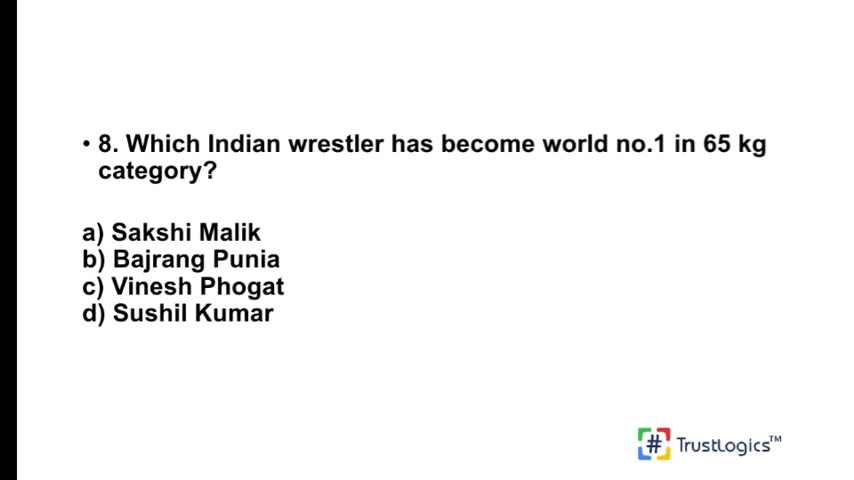 • 8. Which Indian wrestler has become world no.1 in 65 kg
category?
a) Sakshi Malik
b) Bajrang Punia
c) Vinesh Phogat
d) Sushil Kumar
# TrustLogics™